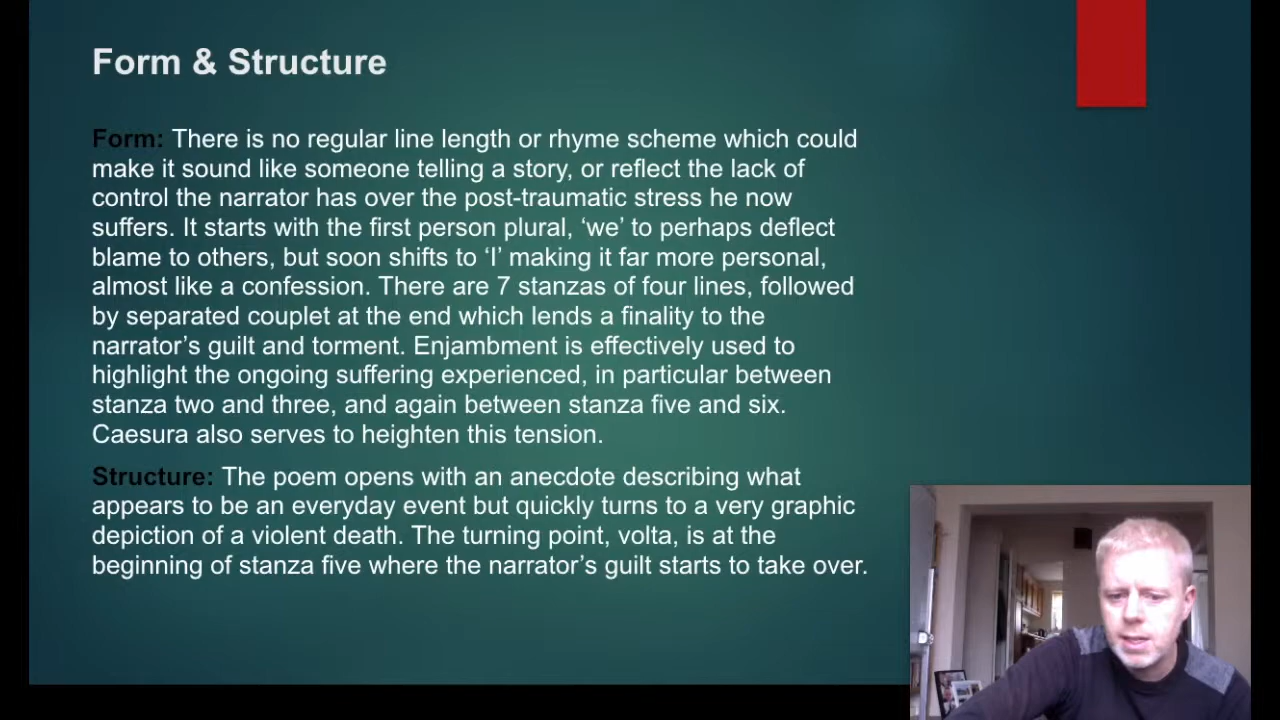 Form & Structure
Form: There is no regular line length or rhyme scheme which could
make it sound like someone telling a story, or reflect the lack of
control the narrator has over the post-traumatic stress he now
suffers. It starts with the first person plural, ‘we’ to perhaps deflect
blame to others, but soon shifts to ‘I’ making it far more personal,
almost like a confession. There are 7 stanzas of four lines, followed
by separated couplet at the end which lends a finality to the
narrator’s guilt and torment. Enjambment is effectively used to
highlight the ongoing suffering experienced, in particular between
stanza two and three, and again between stanza five and six.
Caesura also serves to heighten this tension.
Structure: The poem opens with an anecdote describing what
appears to be an everyday event but quickly turns to a very graphic
depiction of a violent death. The turning point, volta, is at the
beginning of stanza five where the narrator’s guilt starts to take over.